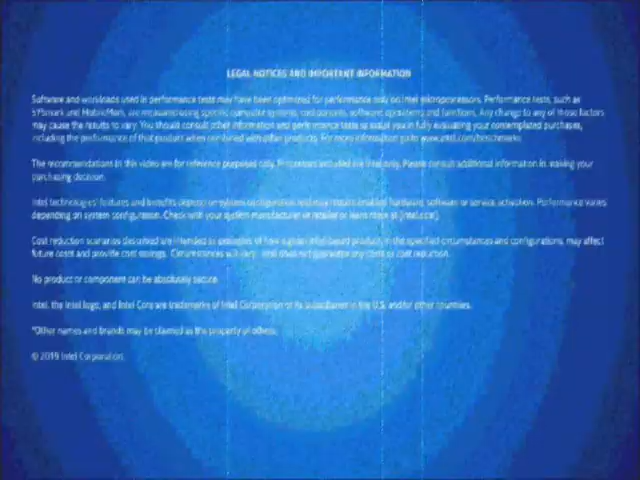 LEGAL NOTICES AND IMPORTANT INFORMATION
Software and workloads used in performance tests may have been optimized for performance only on Intel microprocessors. Performance tests, such as
SYSmark and MobileMark, are measured using specific computer systems, components, software, operations and functions. Any change to any of those factors
may cause the results to vary. You should consult other information and performance tests to assist you in fully evaluating your contemplated purchases,
including the performance of that product when combined with other products. For more information go to www.intel.com/benchmarks
The recommendations in this video are for reference purposes only. Processors included are Intel only. Please consult additional information in making your
purchasing decision.
Intel technologies' features and benefits depend on system configuration and may require enabled hardware, software or service activation. Performance varies
depending on system configuration. Check with your system manufacturer or retailer or learn more at [intel.com].
Cost reduction scenarios described are intended as examples of how a given Intel-based product, in the specified circumstances and configurations, may affect
future costs and provide cost savings. Circumstances will vary. Intel does not guarantee any costs or cost reduction.
No product or component can be absolutely secure.
Intel, the Intel logo, and Intel Core are trademarks of Intel Corporation or its subsidiaries in the U.S. and/or other countries.
*Other names and brands may be claimed as the property of others.
© 2019 Intel Corporation.